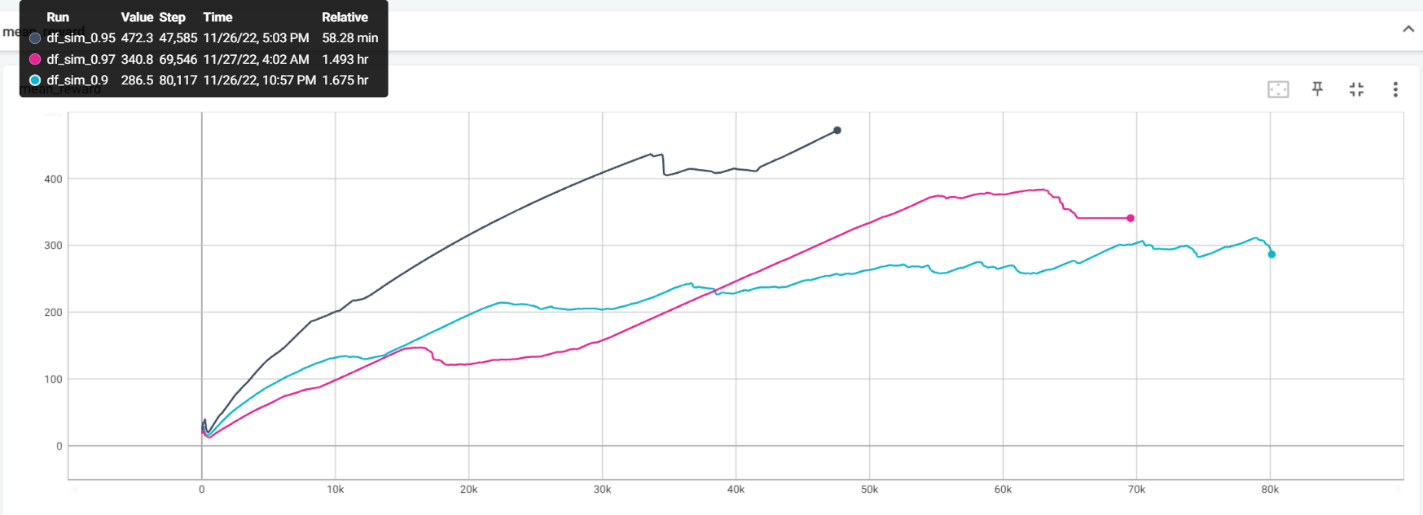 Run Value Step Time Relative
df_sim_0.95 472.3 47,585 11/26/22, 5:03 PM 58.28 min
df_sim_0.97 340.8 69,546 11/27/22, 4:02 AM 1.493 hr
df_sim_0.9 286.5 80,117 11/26/22, 10:57 PM 1.675 hr
mean_reward
mean_reward
400
300
200
100
0
0 10k 20k 30k 40k 50k 60k 70k 80k